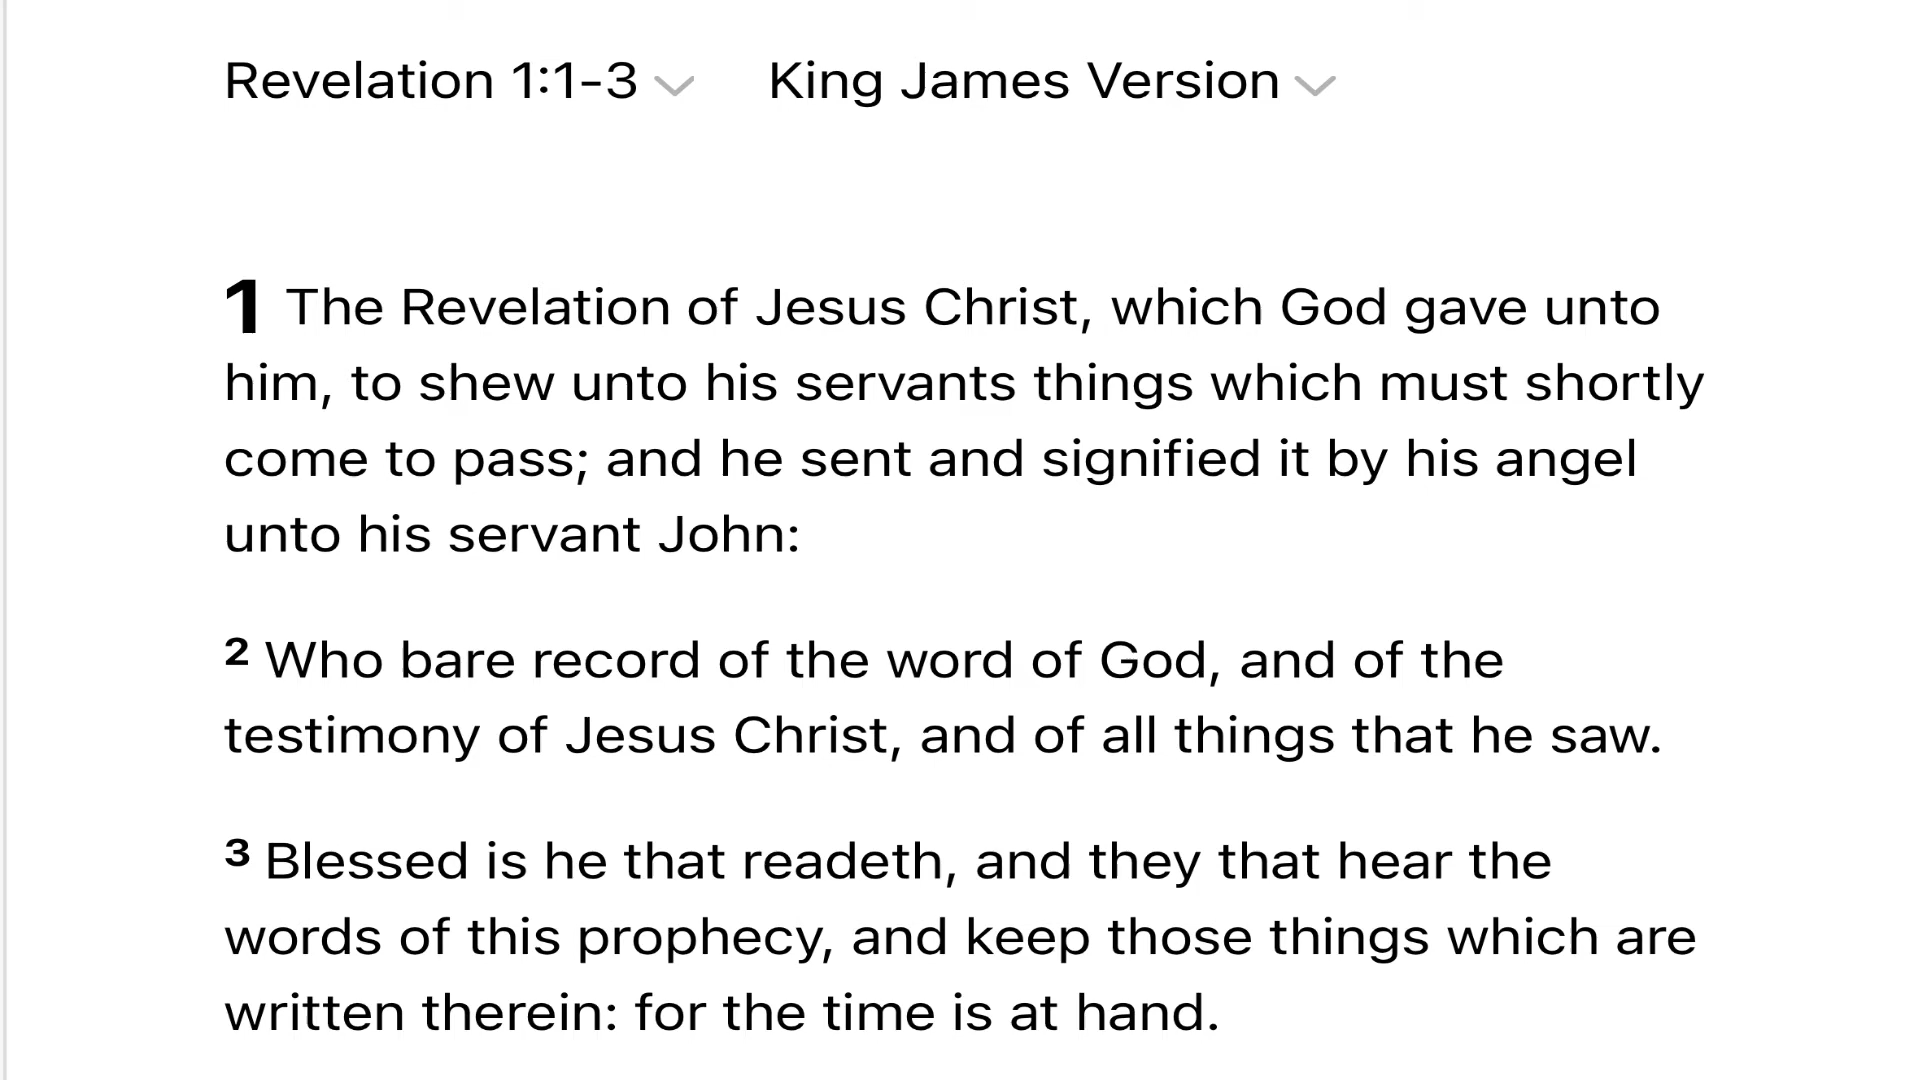 Revelation 1:1-3 King James Version
1 The Revelation of Jesus Christ, which God gave unto
him, to shew unto his servants things which must shortly
come to pass; and he sent and signified it by his angel
unto his servant John:
2 Who bare record of the word of God, and of the
testimony of Jesus Christ, and of all things that he saw.
3 Blessed is he that readeth, and they that hear the
words of this prophecy, and keep those things which are
written therein: for the time is at hand.